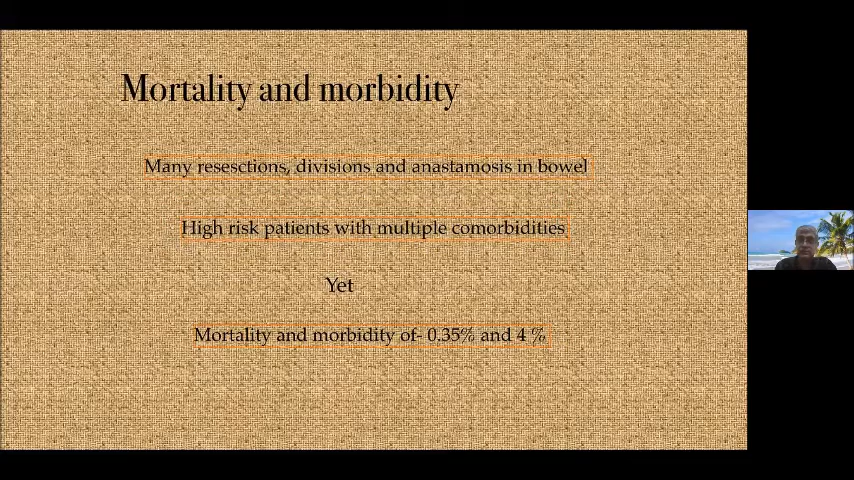 Mortality and morbidity
Many resesctions, divisions and anastamosis in bowel
High risk patients with multiple comorbidities
Yet
Mortality and morbidity of- 0.35% and 4 %